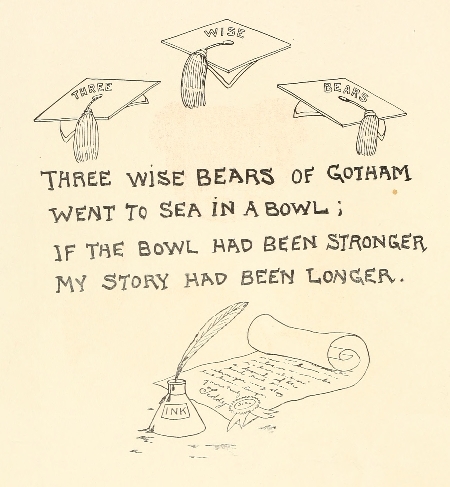 WISE
THREE
BEARS
THREE WISE BEARS OF GOTHAM
WENT TO SEA IN A BOWL;
IF THE BOWL HAD BEEN STRONGER
MY STORY HAD BEEN LONGER.
INK
Teddy